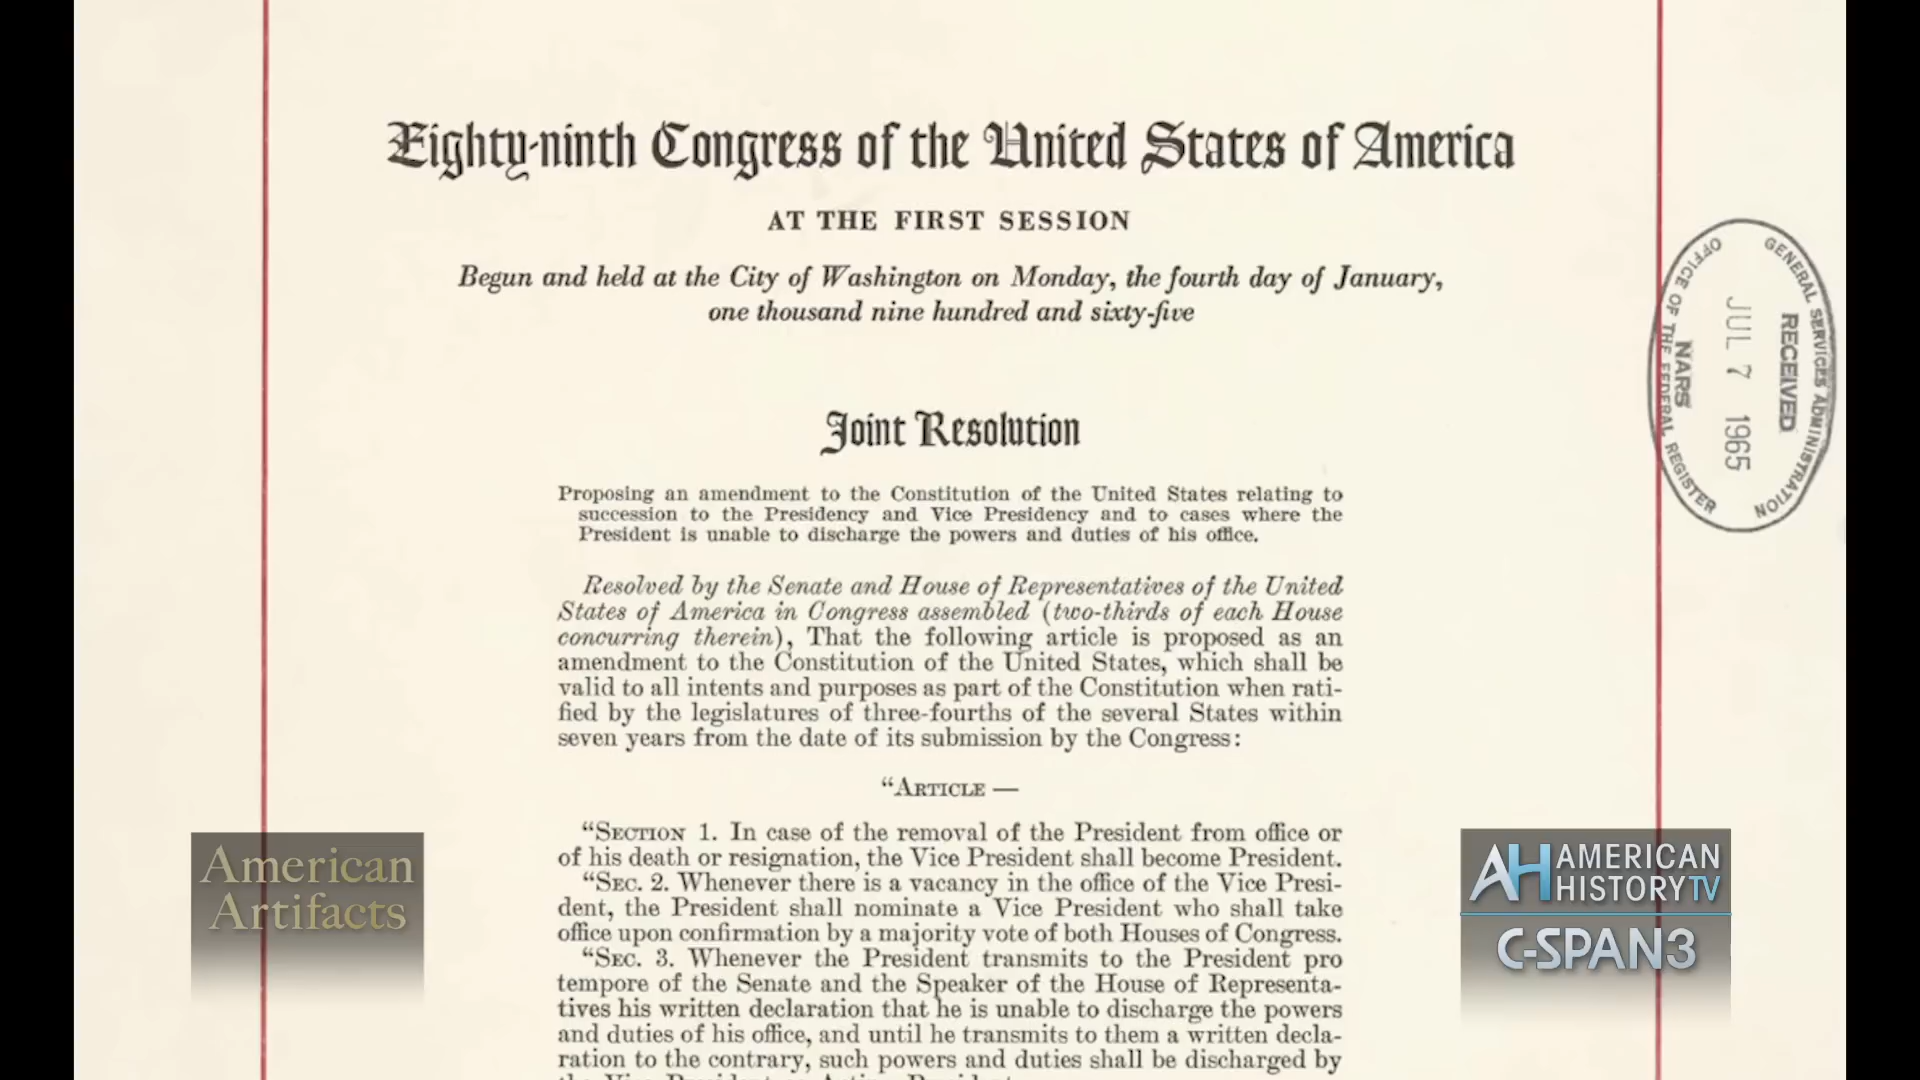 Eighty-ninth Congress of the United States of America
AT THE FIRST SESSION
Begun and held at the City of Washington on Monday, the fourth day of January,
one thousand nine hundred and sixty-five
Joint Resolution
Proposing an amendment to the Constitution of the United States relating to
succession to the Presidency and Vice Presidency and to cases where the
President is unable to discharge the powers and duties of his office.
Resolved by the Senate and House of Representatives of the United
States of America in Congress assembled (two-thirds of each House
concurring therein), That the following article is proposed as an
amendment to the Constitution of the United States, which shall be
valid to all intents and purposes as part of the Constitution when rati-
fied by the legislatures of three-fourths of the several States within
seven years from the date of its submission by the Congress:
“ARTICLE —
“SECTION 1. In case of the removal of the President from office or
of his death or resignation, the Vice President shall become President.
“SEC. 2. Whenever there is a vacancy in the office of the Vice Presi-
dent, the President shall nominate a Vice President who shall take
office upon confirmation by a majority vote of both Houses of Congress.
“SEC. 3. Whenever the President transmits to the President pro
tempore of the Senate and the Speaker of the House of Representa-
tives his written declaration that he is unable to discharge the powers
and duties of his office, and until he transmits to them a written decla-
ration to the contrary, such powers and duties shall be discharged by
GENERAL SERVICES ADMINISTRATION
RECEIVED
JUL 7 1965
NARS
OFFICE OF THE FEDERAL REGISTER
American
Artifacts
AH AMERICAN
HISTORY TV
C-SPAN3